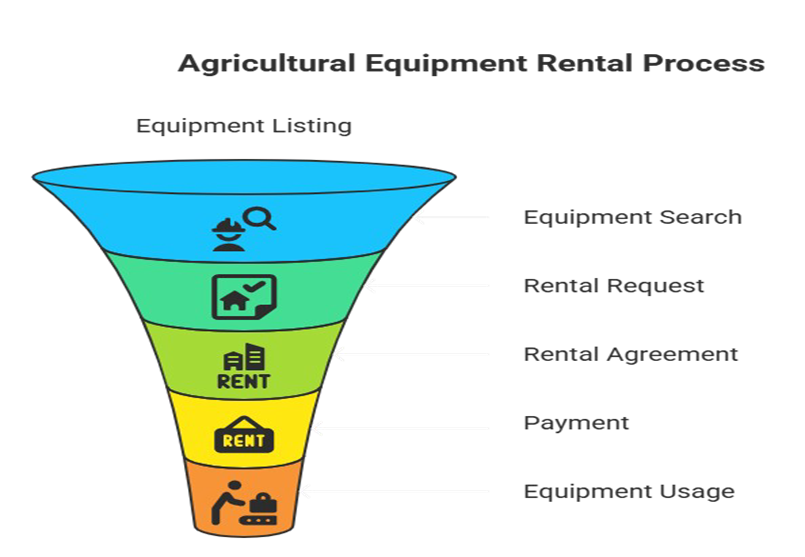 Agricultural Equipment Rental Process
Equipment Listing
Equipment Search
Rental Request
RENT
Rental Agreement
RENT
Payment
Equipment Usage